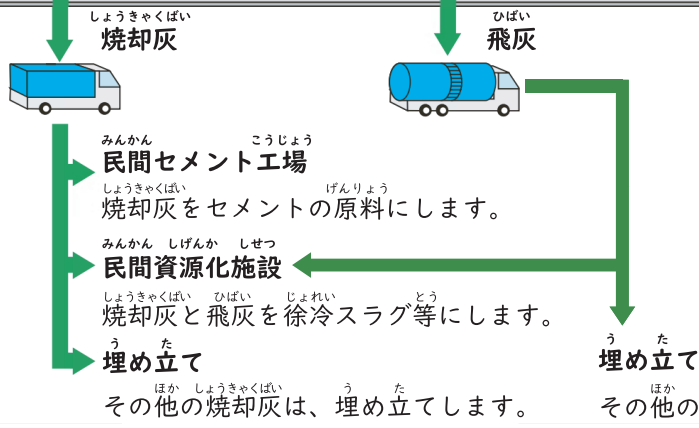 しょうきゃくばい ひばい
焼却灰 飛灰
みんかん こうじょう
民間セメント工場
しょうきゃくばい げんりょう
焼却灰をセメントの原料にします。
みんかん しげんか しせつ
民間資源化施設
しょうきゃくばい ひばい じょれい とう
焼却灰と飛灰を徐冷スラグ等にします。
う た
埋め立て
ほか しょうきゃくばい う た
その他の焼却灰は、埋め立てします。
う た
埋め立て
ほか
その他の